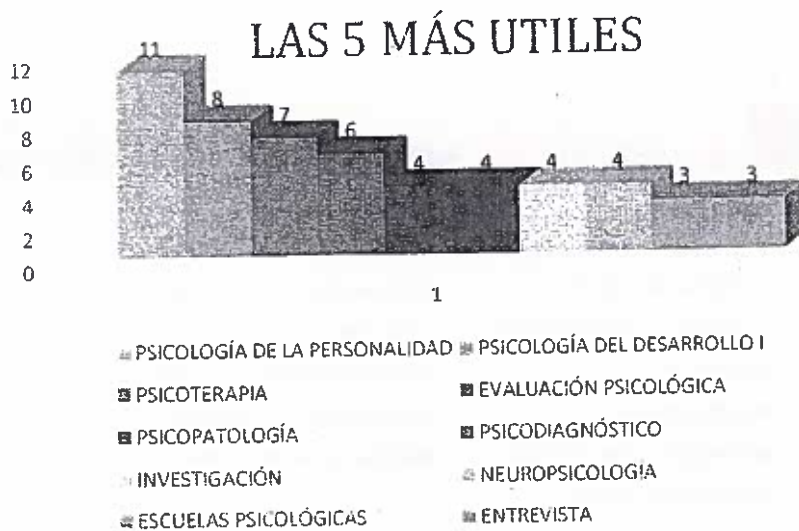 LAS 5 MÁS UTILES
12
10
8
6
4
2
0
11
8
7
6
4
4
4
4
3
3
1
PSICOLOGÍA DE LA PERSONALIDAD
PSICOLOGÍA DEL DESARROLLO I
PSICOTERAPIA
EVALUACIÓN PSICOLÓGICA
PSICOPATOLOGÍA
PSICODIAGNÓSTICO
INVESTIGACIÓN
NEUROPSICOLOGÍA
ESCUELAS PSICOLÓGICAS
ENTREVISTA